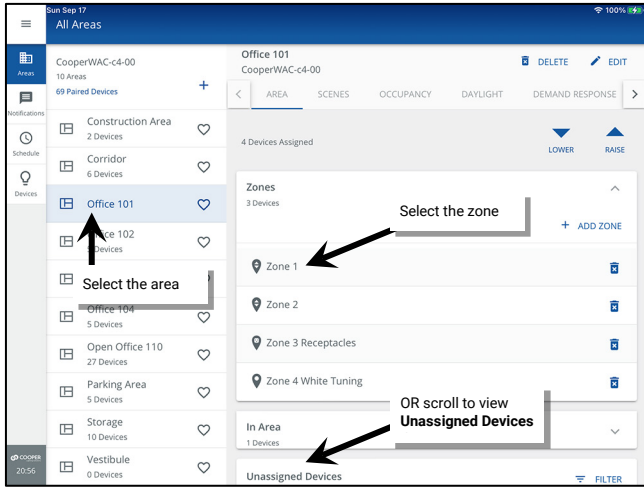 Sun Sep 17
100%
All Areas
Areas
Notifications
Schedule
Devices
COOPER
20:56
CooperWAC-c4-00
10 Areas
69 Paired Devices
+
Construction Area
2 Devices
Corridor
6 Devices
Office 101
Office 102
5 Devices
Select the area
Office 104
5 Devices
Open Office 110
27 Devices
Parking Area
5 Devices
Storage
10 Devices
Vestibule
0 Devices
Office 101
CooperWAC-c4-00
DELETE
EDIT
AREA SCENES OCCUPANCY DAYLIGHT DEMAND RESPONSE
4 Devices Assigned
LOWER RAISE
Zones
3 Devices
Select the zone
+ ADD ZONE
Zone 1
Zone 2
Zone 3 Receptacles
Zone 4 White Tuning
OR scroll to view
Unassigned Devices
In Area
1 Devices
Unassigned Devices
FILTER